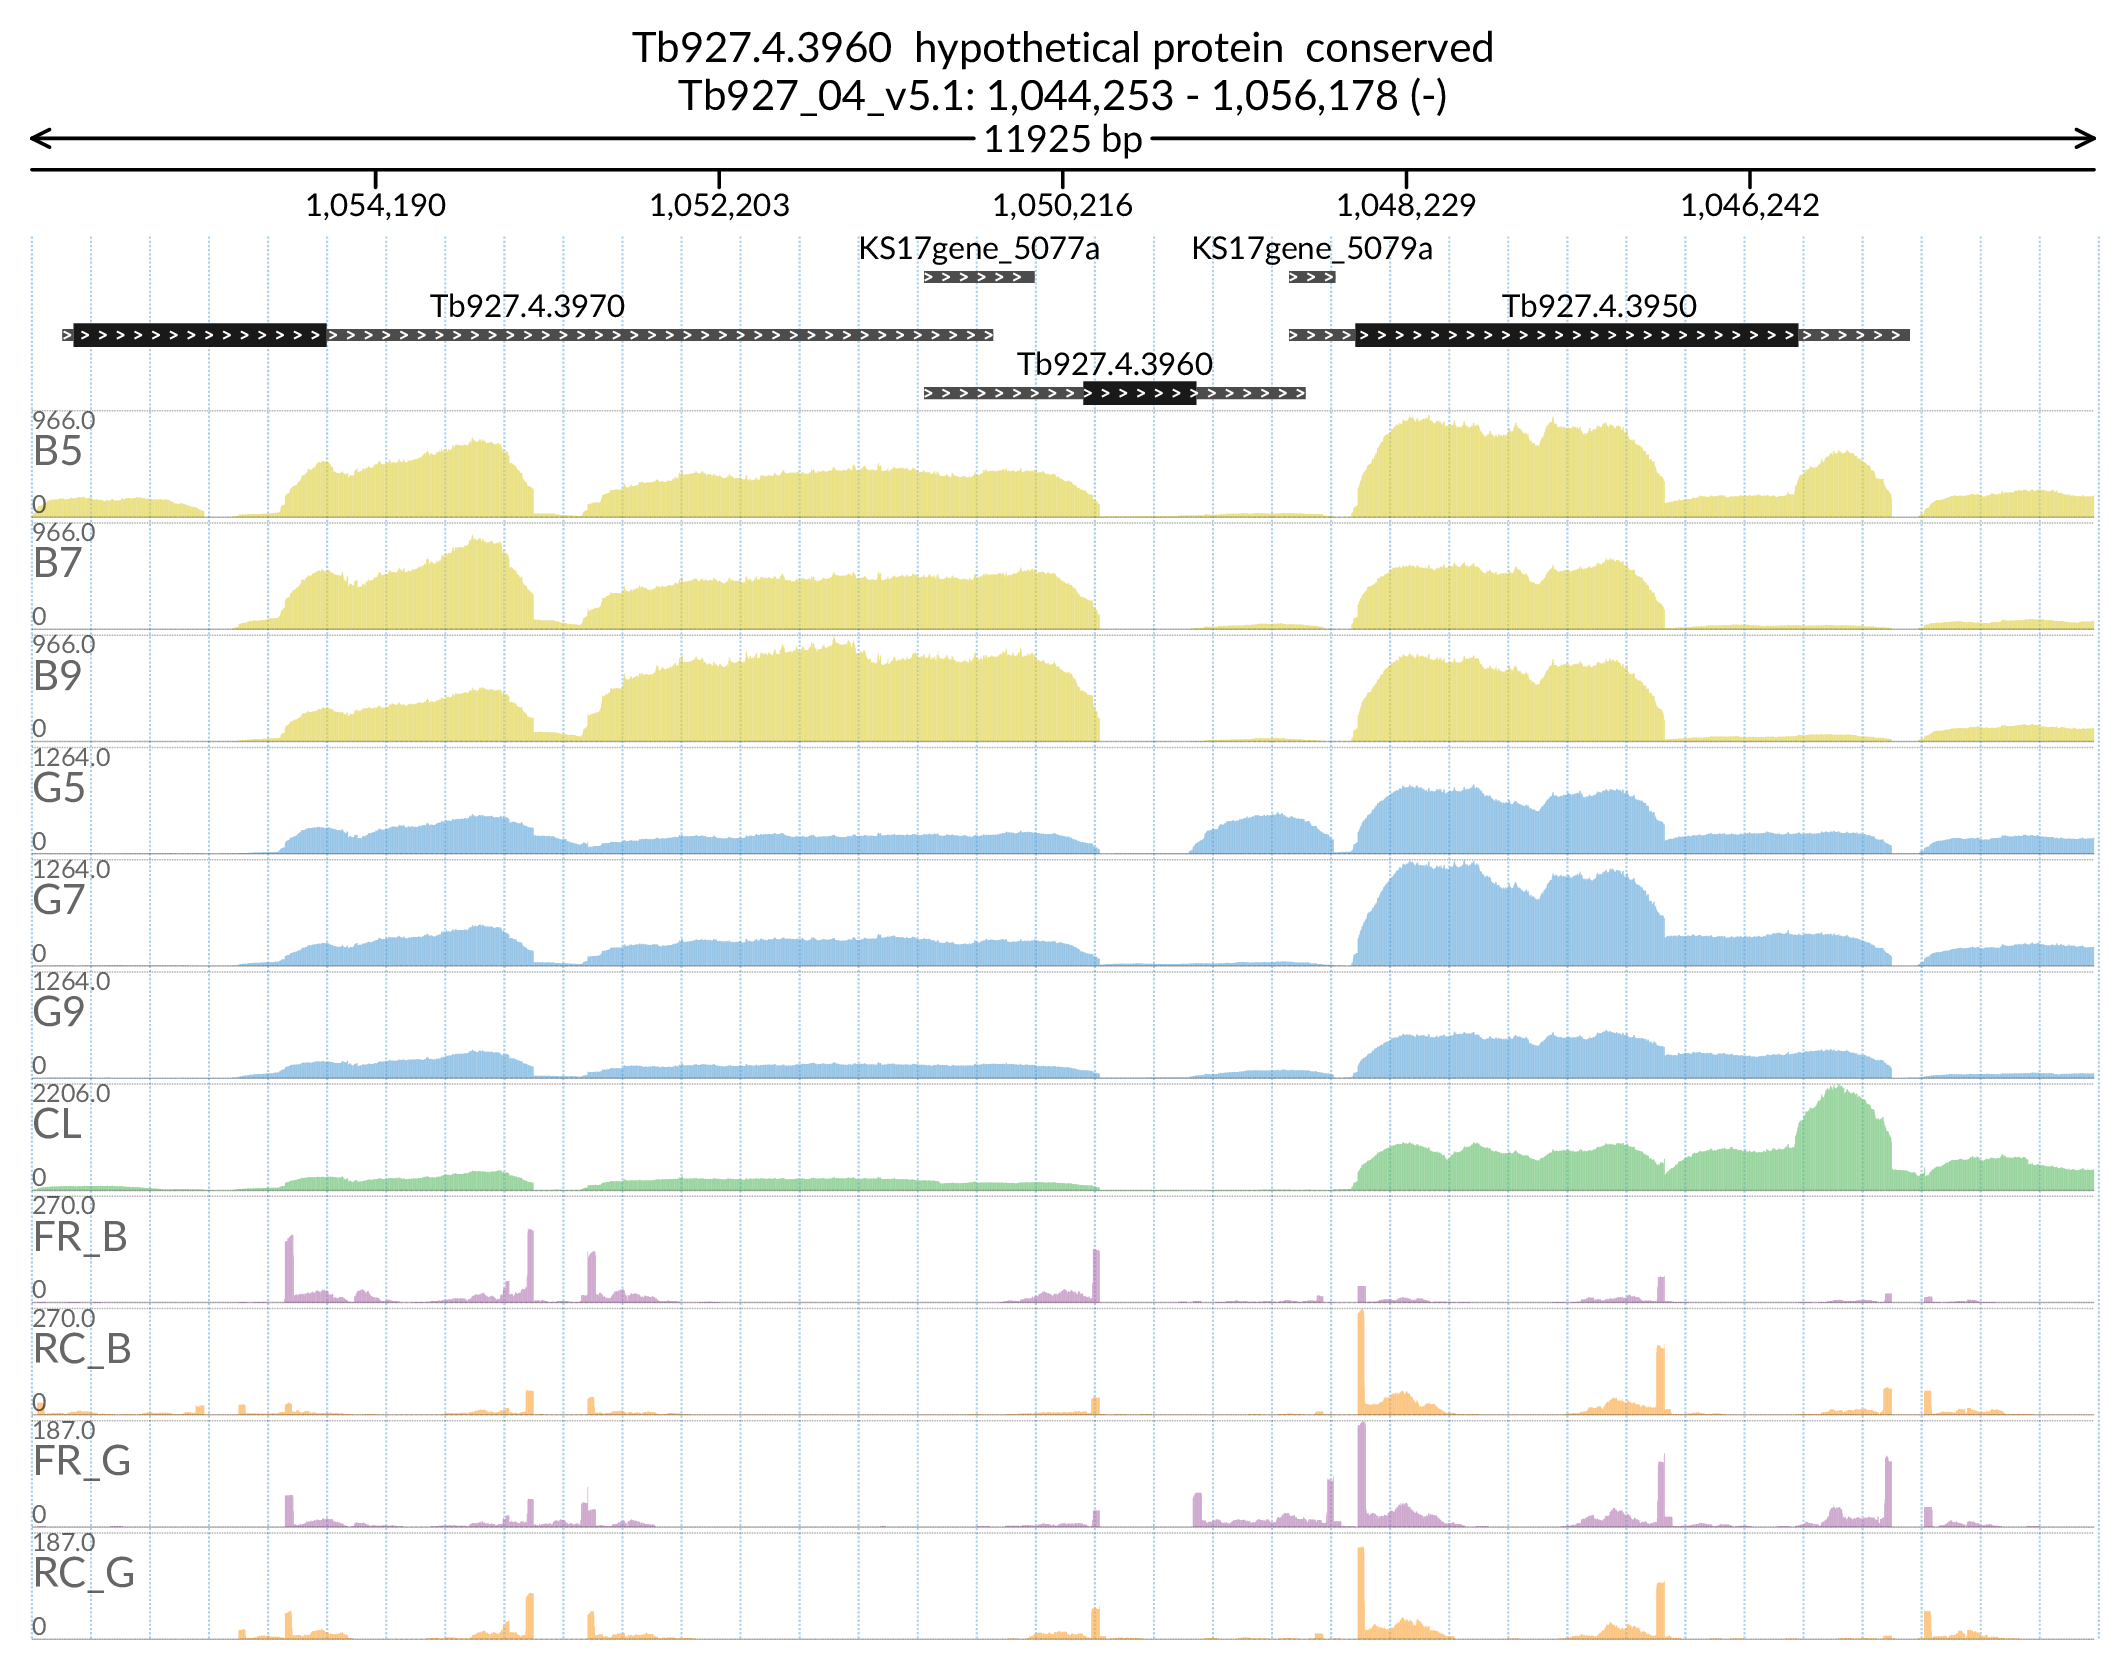 Tb927.4.3960  hypothetical protein  conserved
Tb927_04_v5.1: 1,044,253 - 1,056,178 (-)
11925 bp
1,054,190 1,052,203 1,050,216 1,048,229 1,046,242
KS17gene_5077a KS17gene_5079a
Tb927.4.3970 Tb927.4.3950
Tb927.4.3960
966.0
B5
0
966.0
B7
0
966.0
B9
0
1264.0
G5
0
1264.0
G7
0
1264.0
G9
0
2206.0
CL
0
270.0
FR_B
0
270.0
RC_B
0
187.0
FR_G
0
187.0
RC_G
0